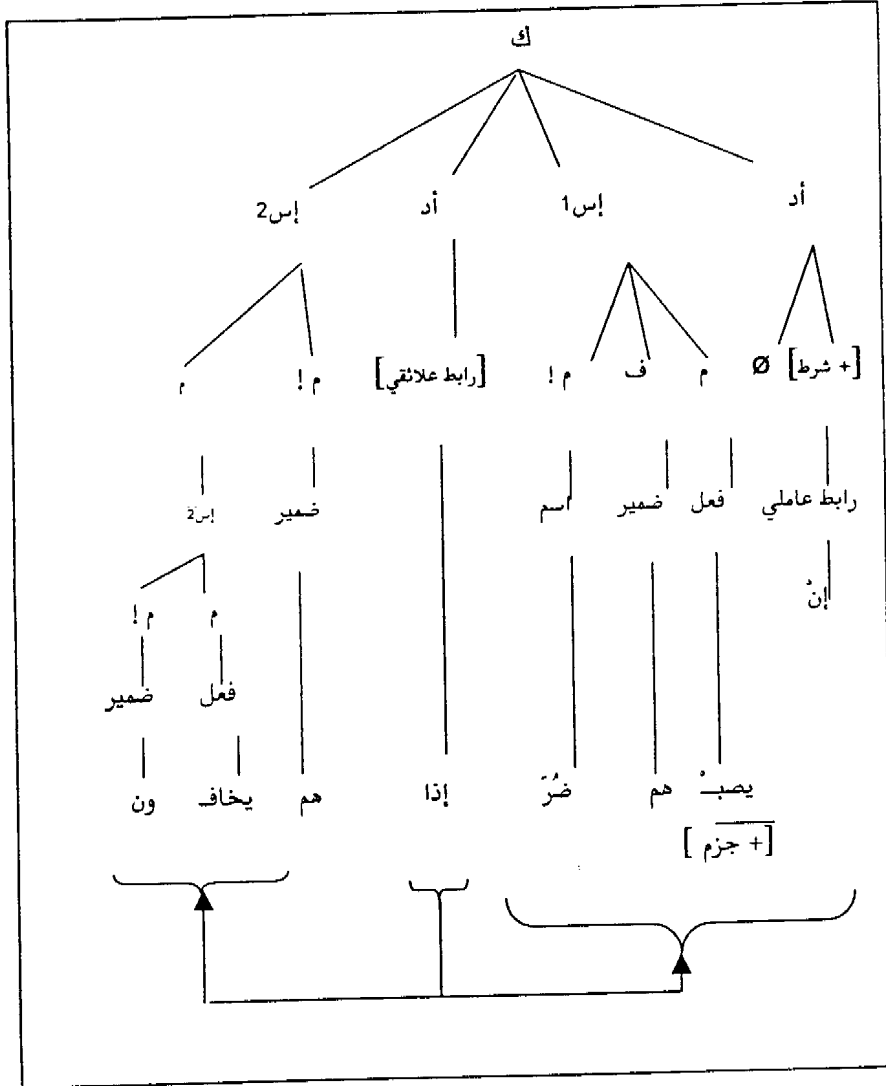 ك
أد إس1 أد إس2
[+ شرط] Ø م ف م ! [رابط علائقي] م ! م
رابط عاملي فعل ضمير اسم ضمير إس2
إنْ
م م !
فعل ضمير
يصبـْ هم ضُرّ إذا هم يخافـ ون
[+ جزم]